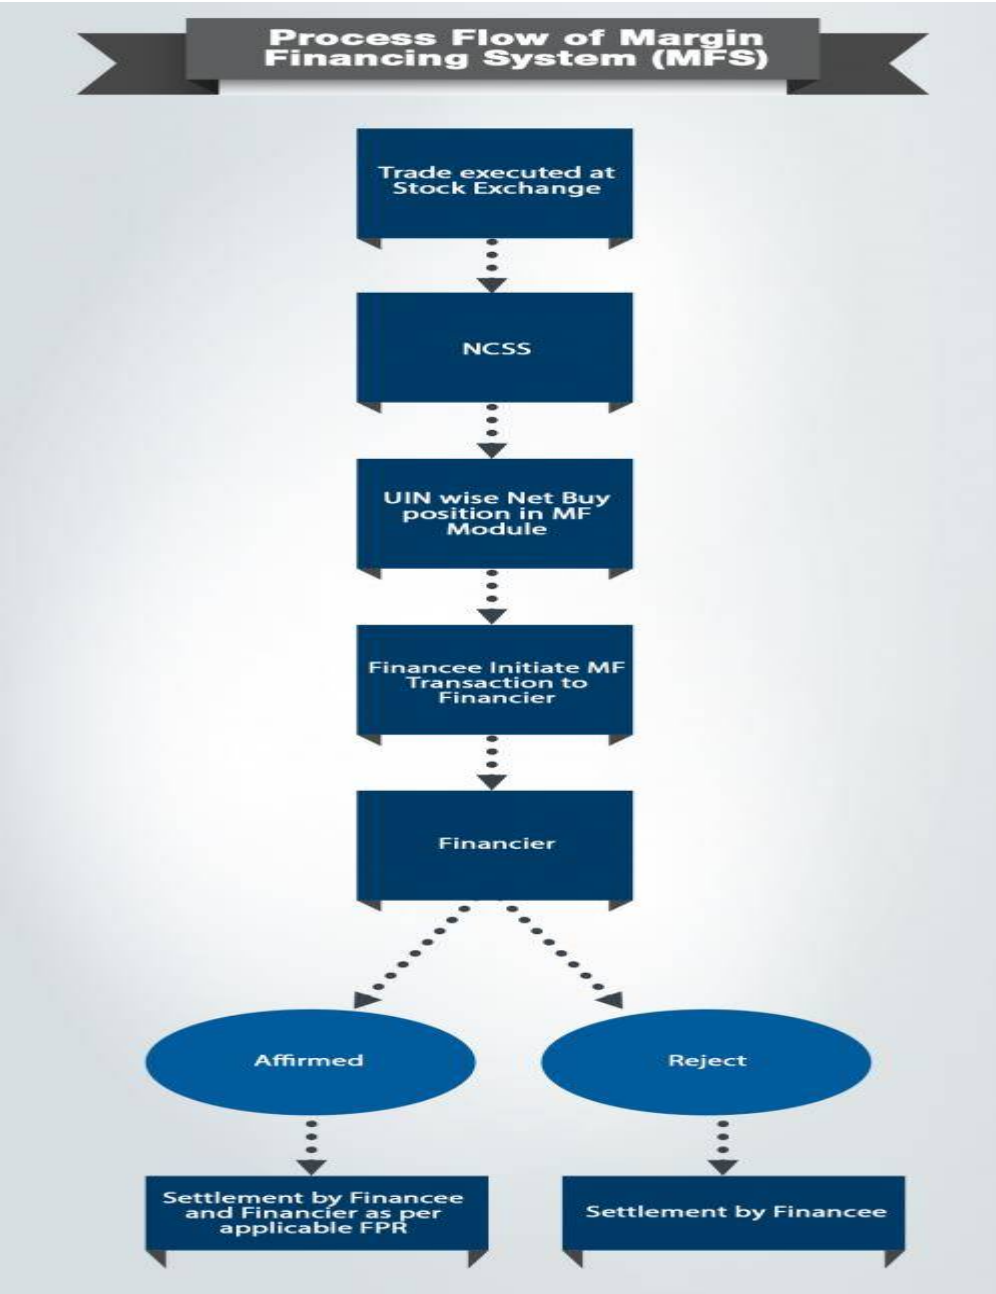 Process Flow of Margin
Financing System (MFS)
Trade executed at
Stock Exchange
NCSS
UIN wise Net Buy
position in MF
Module
Financee Initiate MF
Transaction to
Financier
Financier
Affirmed
Reject
Settlement by Financee
and Financier as per
applicable FPR
Settlement by Financee